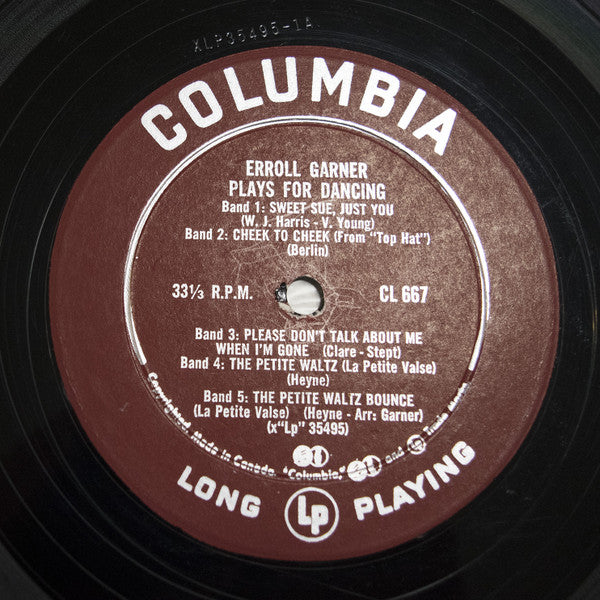 XLP35495-1A
COLUMBIA
ERROLL GARNER
PLAYS FOR DANCING
Band 1: SWEET SUE, JUST YOU
(W. J. Harris - V. Young)
Band 2: CHEEK TO CHEEK (From "Top Hat")
(Berlin)
33⅓ R.P.M.
CL 667
Band 3: PLEASE DON'T TALK ABOUT ME
WHEN I'M GONE (Clare - Stept)
Band 4: THE PETITE WALTZ (La Petite Valse)
(Heyne)
Band 5: THE PETITE WALTZ BOUNCE
(La Petite Valse) (Heyne - Arr: Garner)
(x"Lp" 35495)
Copyrighted. Made in Canada. "Columbia," and Lp Trade Marks
LONG Lp PLAYING